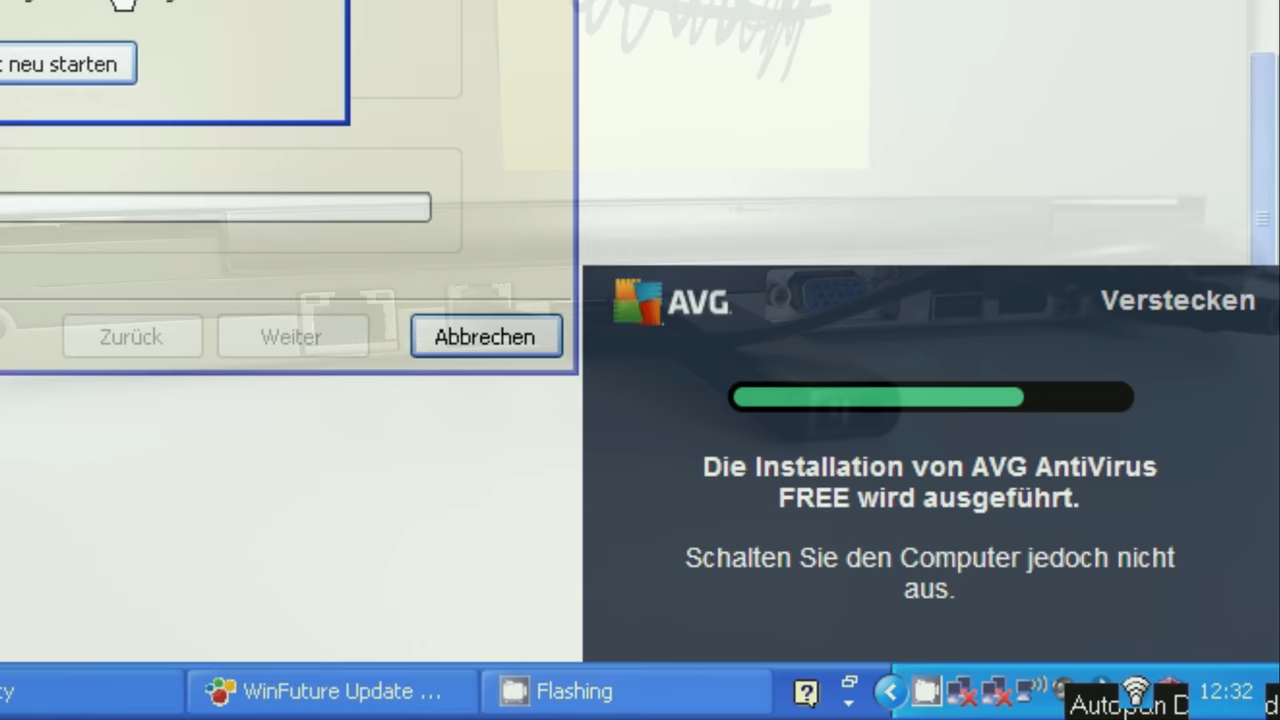 neu starten
AVG
Verstecken
Zurück
Weiter
Abbrechen
Die Installation von AVG AntiVirus
FREE wird ausgeführt.
Schalten Sie den Computer jedoch nicht
aus.
WinFuture Update ...
Flashing
?
12:32